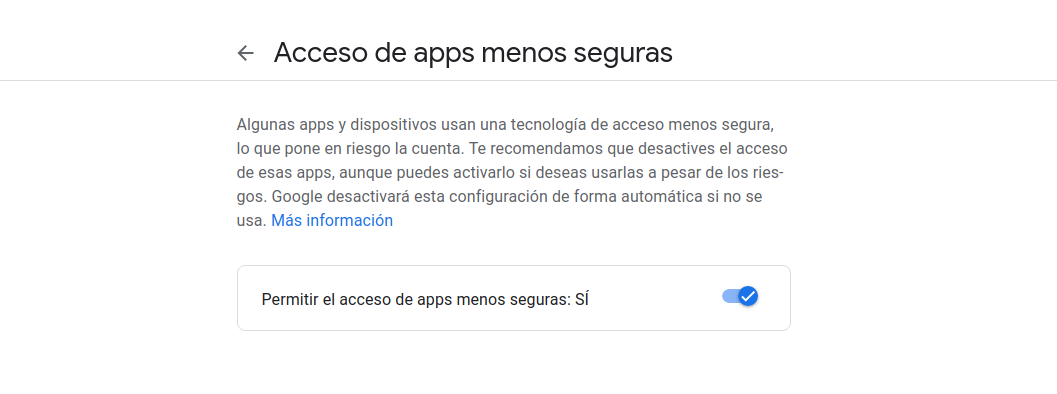 Acceso de apps menos seguras
Algunas apps y dispositivos usan una tecnología de acceso menos segura,
lo que pone en riesgo la cuenta. Te recomendamos que desactives el acceso
de esas apps, aunque puedes activarlo si deseas usarlas a pesar de los ries-
gos. Google desactivará esta configuración de forma automática si no se
usa. Más información
Permitir el acceso de apps menos seguras: SÍ